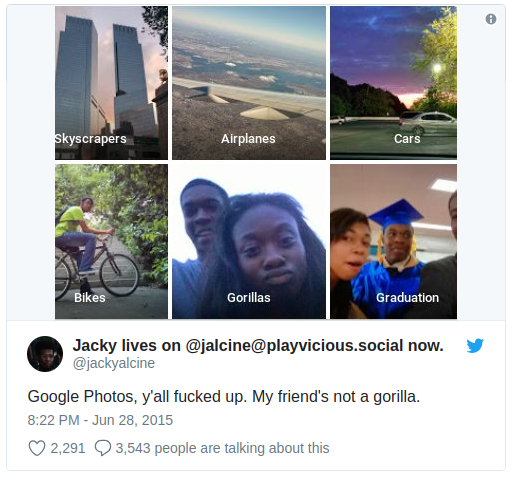 Skyscrapers
Airplanes
Cars
Bikes
Gorillas
Graduation
Jacky lives on @jalcine@playvicious.social now.
@jackyalcine
Google Photos, y'all fucked up. My friend's not a gorilla.
8:22 PM - Jun 28, 2015
2,291 3,543 people are talking about this